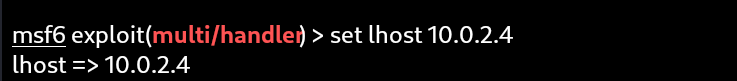 msf6 exploit(multi/handler) > set lhost 10.0.2.4
lhost => 10.0.2.4